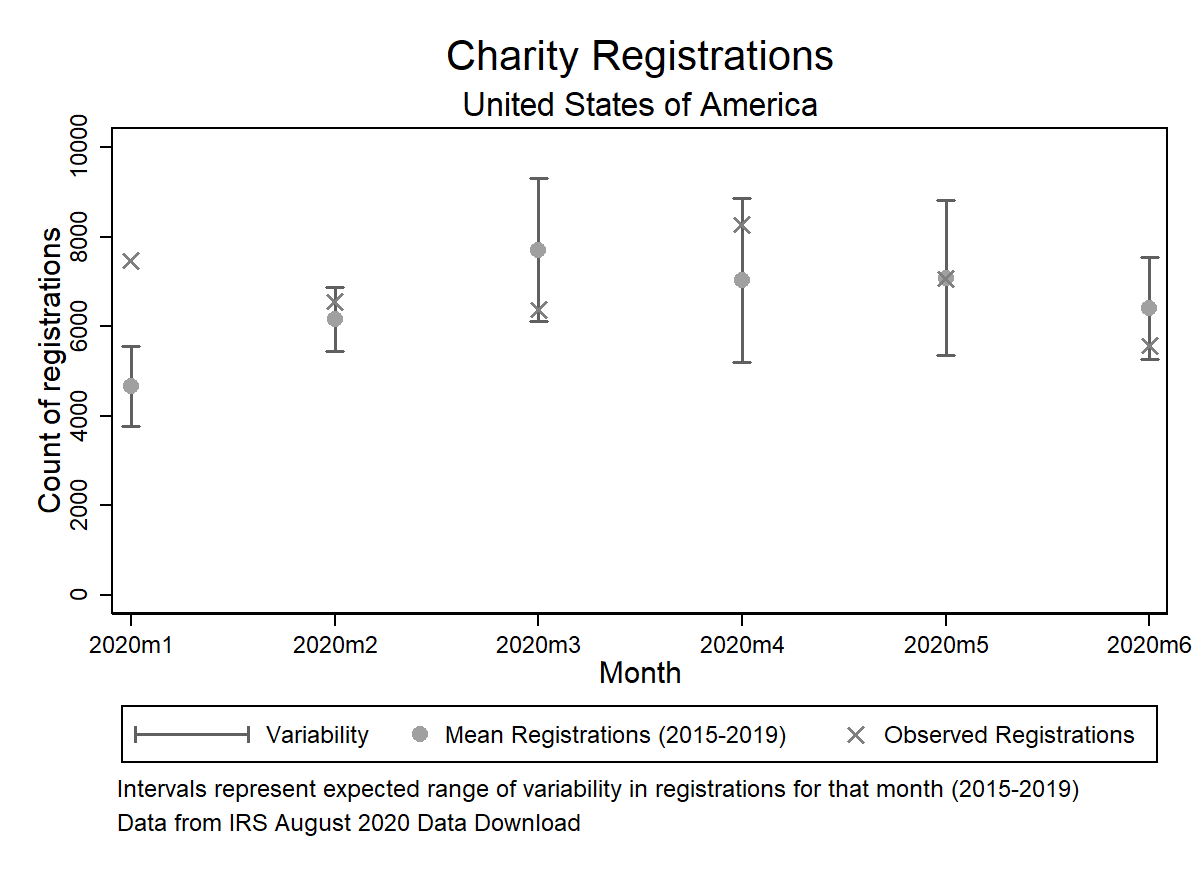 Charity Registrations
United States of America
Count of registrations
10000
8000
6000
4000
2000
0
2020m1 2020m2 2020m3 2020m4 2020m5 2020m6
Month
Variability Mean Registrations (2015-2019) Observed Registrations
Intervals represent expected range of variability in registrations for that month (2015-2019)
Data from IRS August 2020 Data Download